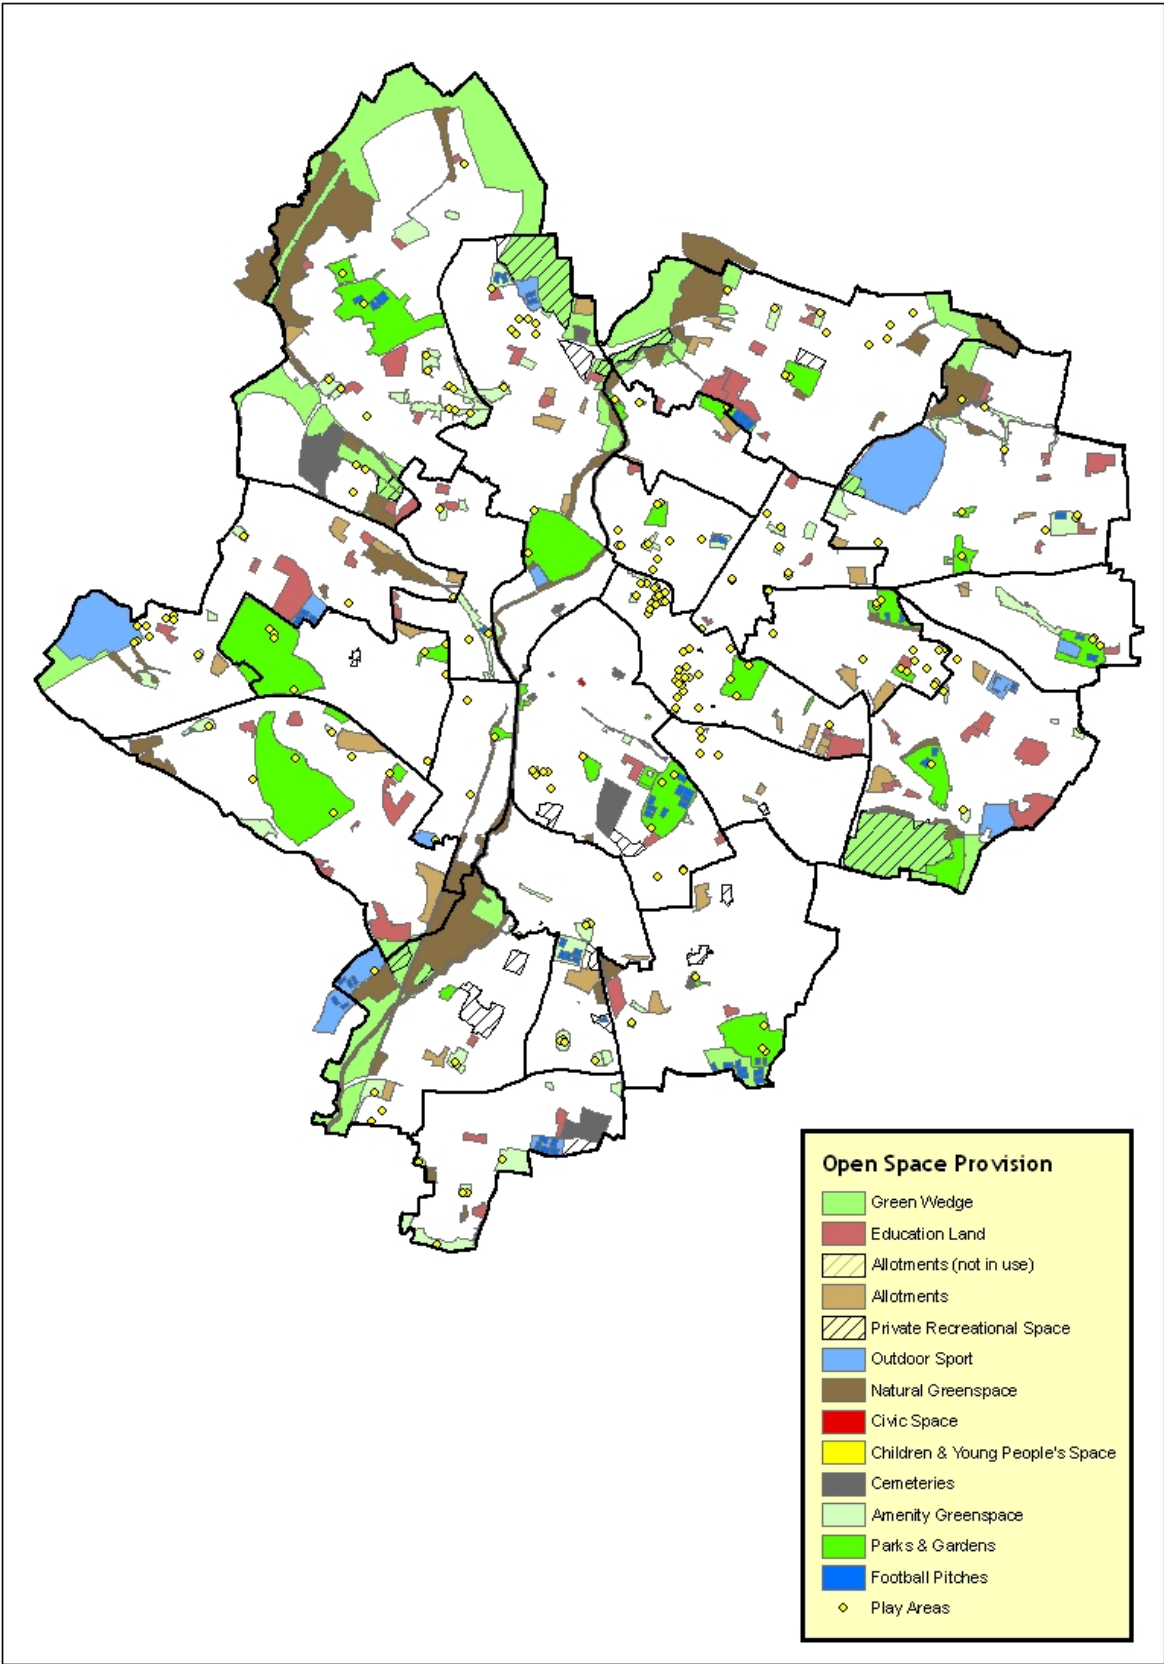 Open Space Provision
Green Wedge
Education Land
Allotments (not in use)
Allotments
Private Recreational Space
Outdoor Sport
Natural Greenspace
Civic Space
Children & Young People's Space
Cemeteries
Amenity Greenspace
Parks & Gardens
Football Pitches
Play Areas